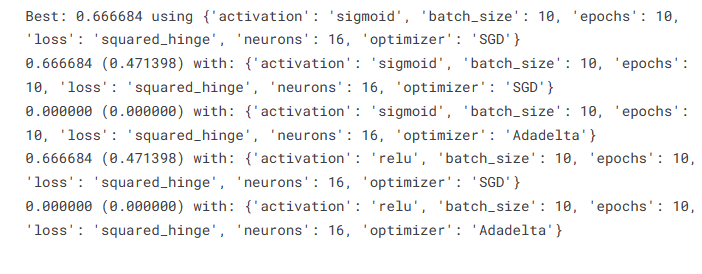 Best: 0.666684 using {'activation': 'sigmoid', 'batch_size': 10, 'epochs': 10,
'loss': 'squared_hinge', 'neurons': 16, 'optimizer': 'SGD'}
0.666684 (0.471398) with: {'activation': 'sigmoid', 'batch_size': 10, 'epochs':
10, 'loss': 'squared_hinge', 'neurons': 16, 'optimizer': 'SGD'}
0.000000 (0.000000) with: {'activation': 'sigmoid', 'batch_size': 10, 'epochs':
10, 'loss': 'squared_hinge', 'neurons': 16, 'optimizer': 'Adadelta'}
0.666684 (0.471398) with: {'activation': 'relu', 'batch_size': 10, 'epochs': 10,
'loss': 'squared_hinge', 'neurons': 16, 'optimizer': 'SGD'}
0.000000 (0.000000) with: {'activation': 'relu', 'batch_size': 10, 'epochs': 10,
'loss': 'squared_hinge', 'neurons': 16, 'optimizer': 'Adadelta'}